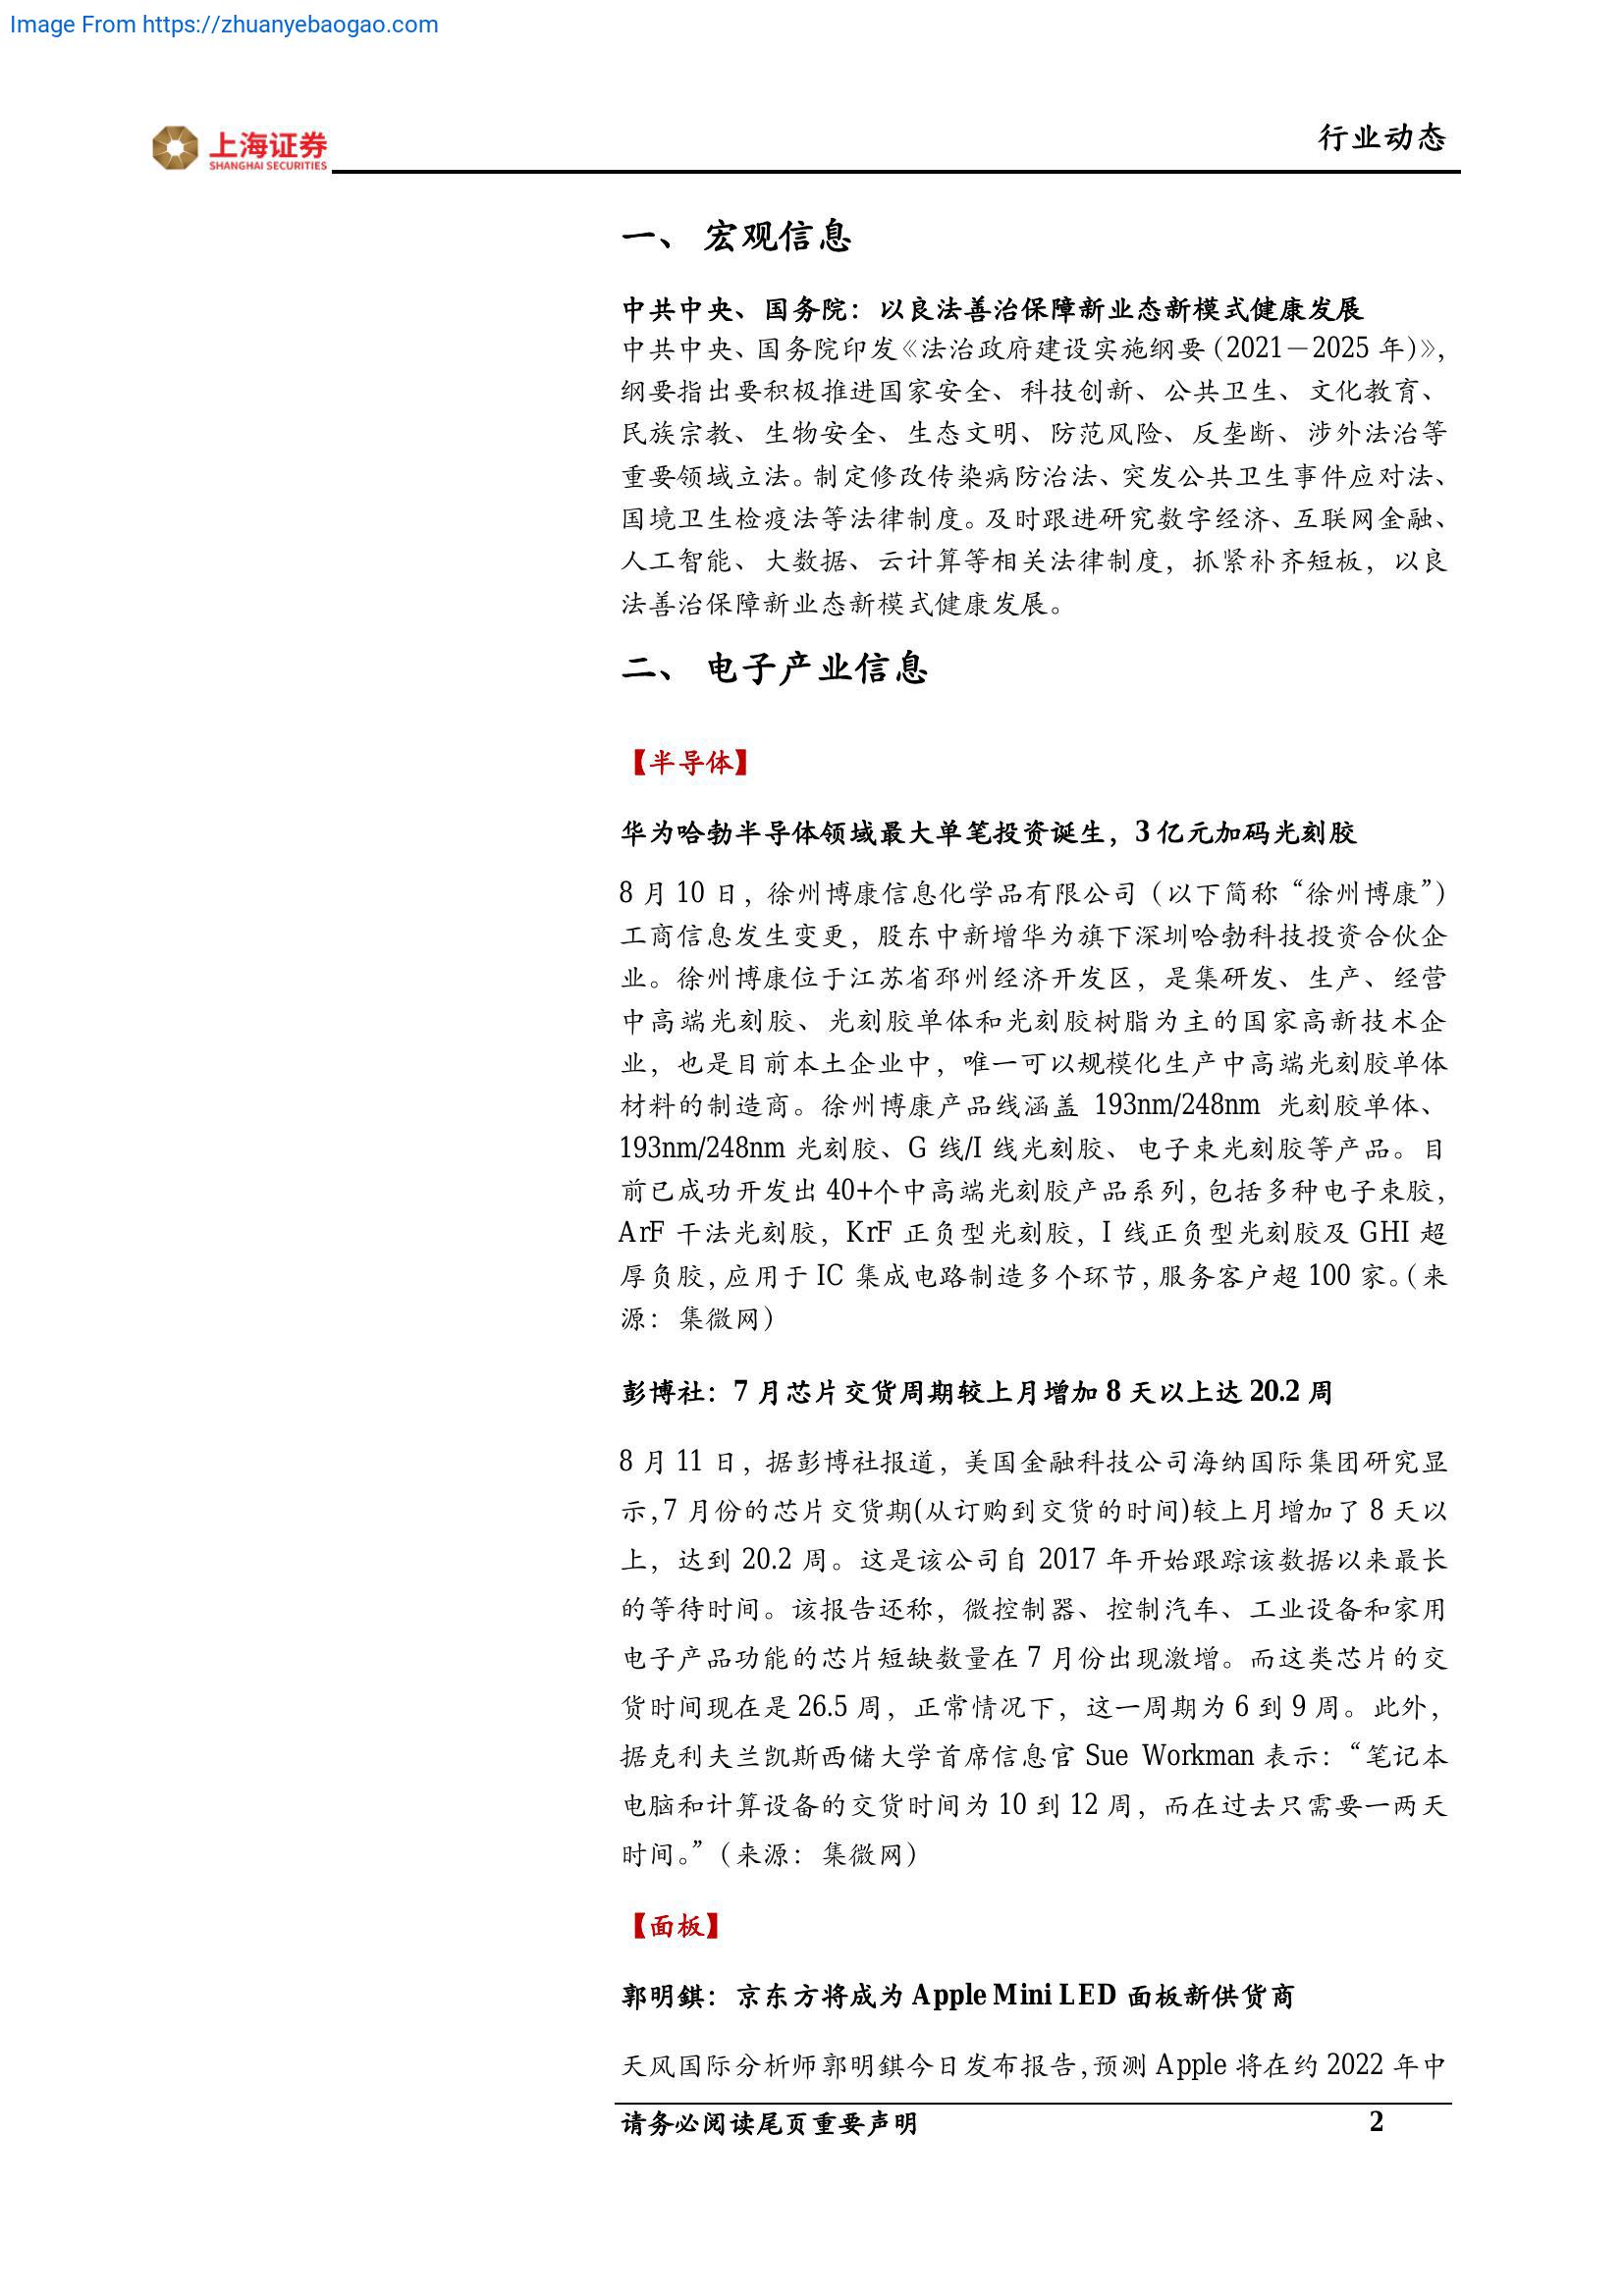 Image From https://zhuanyebaogao.com
上海证券
SHANGHAI SECURITIES
行业动态
一、 宏观信息
中共中央、国务院：以良法善治保障新业态新模式健康发展
中共中央、国务院印发《法治政府建设实施纲要（2021－2025 年）》，
纲要指出要积极推进国家安全、科技创新、公共卫生、文化教育、
民族宗教、生物安全、生态文明、防范风险、反垄断、涉外法治等
重要领域立法。制定修改传染病防治法、突发公共卫生事件应对法、
国境卫生检疫法等法律制度。及时跟进研究数字经济、互联网金融、
人工智能、大数据、云计算等相关法律制度，抓紧补齐短板，以良
法善治保障新业态新模式健康发展。
二、 电子产业信息
【半导体】
华为哈勃半导体领域最大单笔投资诞生，3 亿元加码光刻胶
8 月 10 日，徐州博康信息化学品有限公司（以下简称“徐州博康”）
工商信息发生变更，股东中新增华为旗下深圳哈勃科技投资合伙企
业。徐州博康位于江苏省邳州经济开发区，是集研发、生产、经营
中高端光刻胶、光刻胶单体和光刻胶树脂为主的国家高新技术企
业，也是目前本土企业中，唯一可以规模化生产中高端光刻胶单体
材料的制造商。徐州博康产品线涵盖 193nm/248nm 光刻胶单体、
193nm/248nm 光刻胶、G 线/I 线光刻胶、电子束光刻胶等产品。目
前已成功开发出 40+个中高端光刻胶产品系列，包括多种电子束胶，
ArF 干法光刻胶，KrF 正负型光刻胶，I 线正负型光刻胶及 GHI 超
厚负胶，应用于 IC 集成电路制造多个环节，服务客户超 100 家。（来
源：集微网）
彭博社：7 月芯片交货周期较上月增加 8 天以上达 20.2 周
8 月 11 日，据彭博社报道，美国金融科技公司海纳国际集团研究显
示，7 月份的芯片交货期(从订购到交货的时间)较上月增加了 8 天以
上，达到 20.2 周。这是该公司自 2017 年开始跟踪该数据以来最长
的等待时间。该报告还称，微控制器、控制汽车、工业设备和家用
电子产品功能的芯片短缺数量在 7 月份出现激增。而这类芯片的交
货时间现在是 26.5 周，正常情况下，这一周期为 6 到 9 周。此外，
据克利夫兰凯斯西储大学首席信息官 Sue Workman 表示：“笔记本
电脑和计算设备的交货时间为 10 到 12 周，而在过去只需要一两天
时间。”（来源：集微网）
【面板】
郭明錤：京东方将成为 Apple Mini LED 面板新供货商
天风国际分析师郭明錤今日发布报告，预测 Apple 将在约 2022 年中
请务必阅读尾页重要声明
2